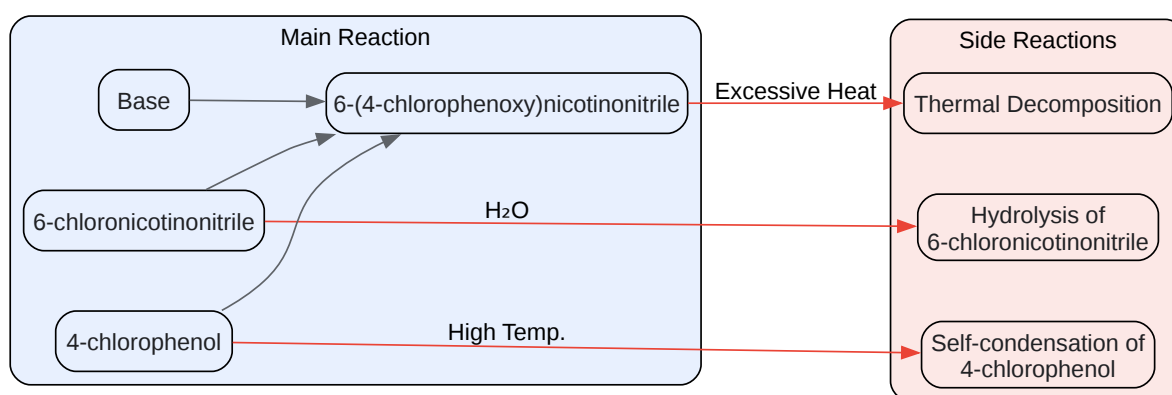 Main Reaction
Side Reactions
Base
6-(4-chlorophenoxy)nicotinonitrile
Excessive Heat
Thermal Decomposition
6-chloronicotinonitrile
H₂O
Hydrolysis of
6-chloronicotinonitrile
4-chlorophenol
High Temp.
Self-condensation of
4-chlorophenol